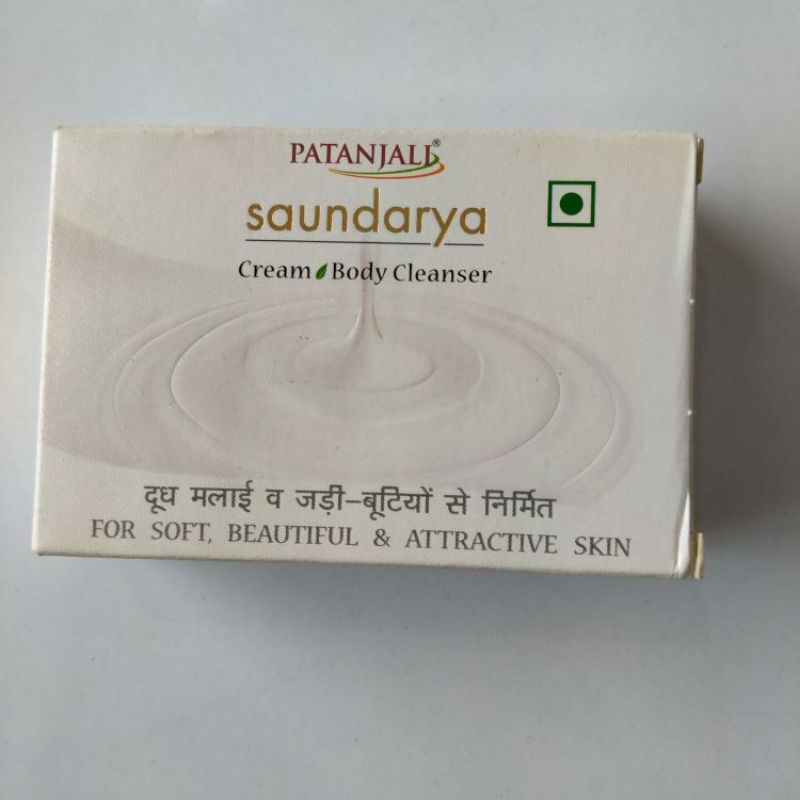 PATANJALI®
saundarya
Cream Body Cleanser
दूध मलाई व जड़ी-बूटियों से निर्मित
FOR SOFT, BEAUTIFUL & ATTRACTIVE SKIN